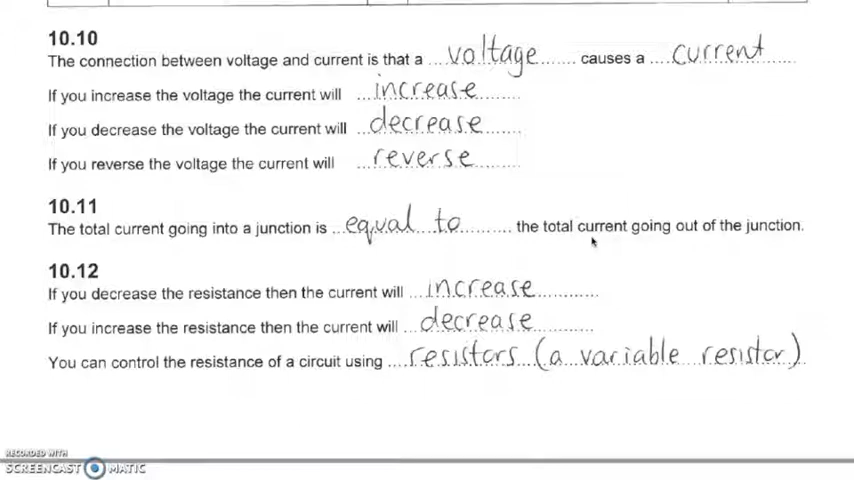 10.10
The connection between voltage and current is that a ...voltage...... causes a ....current......
If you increase the voltage the current will ...increase.........
If you decrease the voltage the current will ...decrease.........
If you reverse the voltage the current will ...reverse.........
10.11
The total current going into a junction is ...equal to......... the total current going out of the junction.
10.12
If you decrease the resistance then the current will ...increase............
If you increase the resistance then the current will ...decrease............
You can control the resistance of a circuit using ....resistors (a variable resistor)
RECORDED WITH
SCREENCAST MATIC